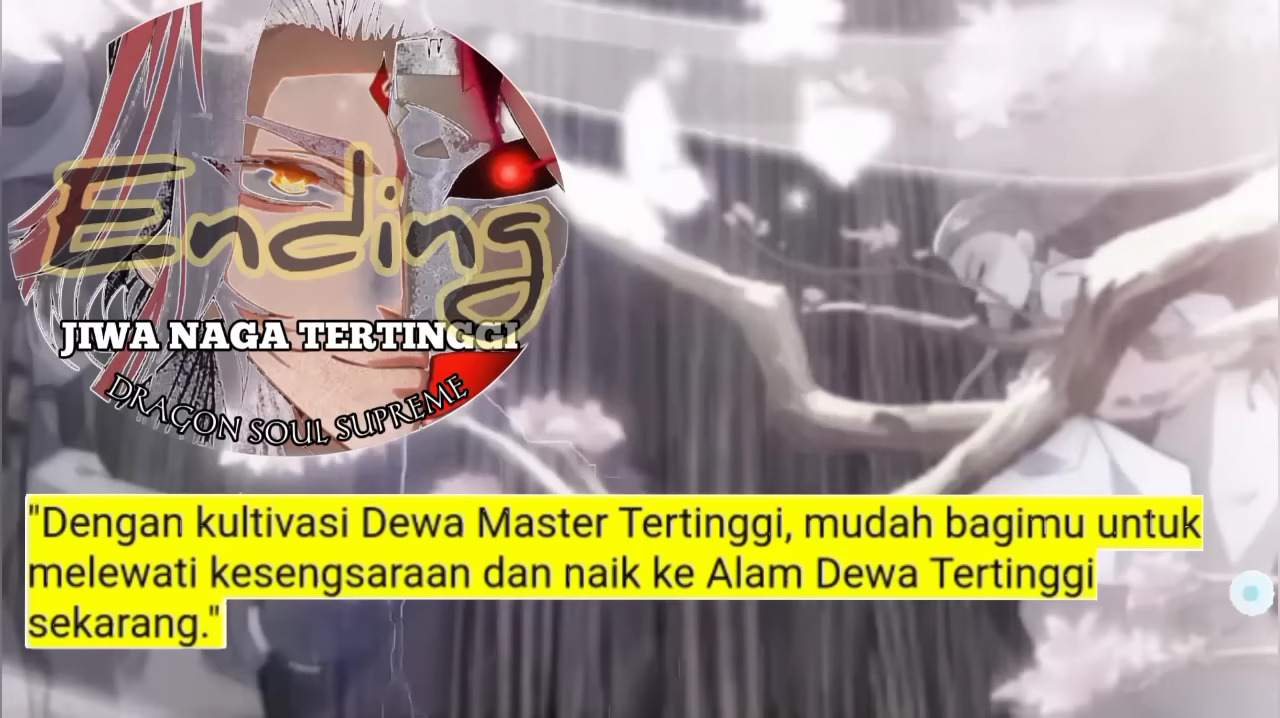 Ending
JIWA NAGA TERTINGGI
DRAGON SOUL SUPREME
"Dengan kultivasi Dewa Master Tertinggi, mudah bagimu untuk
melewati kesengsaraan dan naik ke Alam Dewa Tertinggi
sekarang."